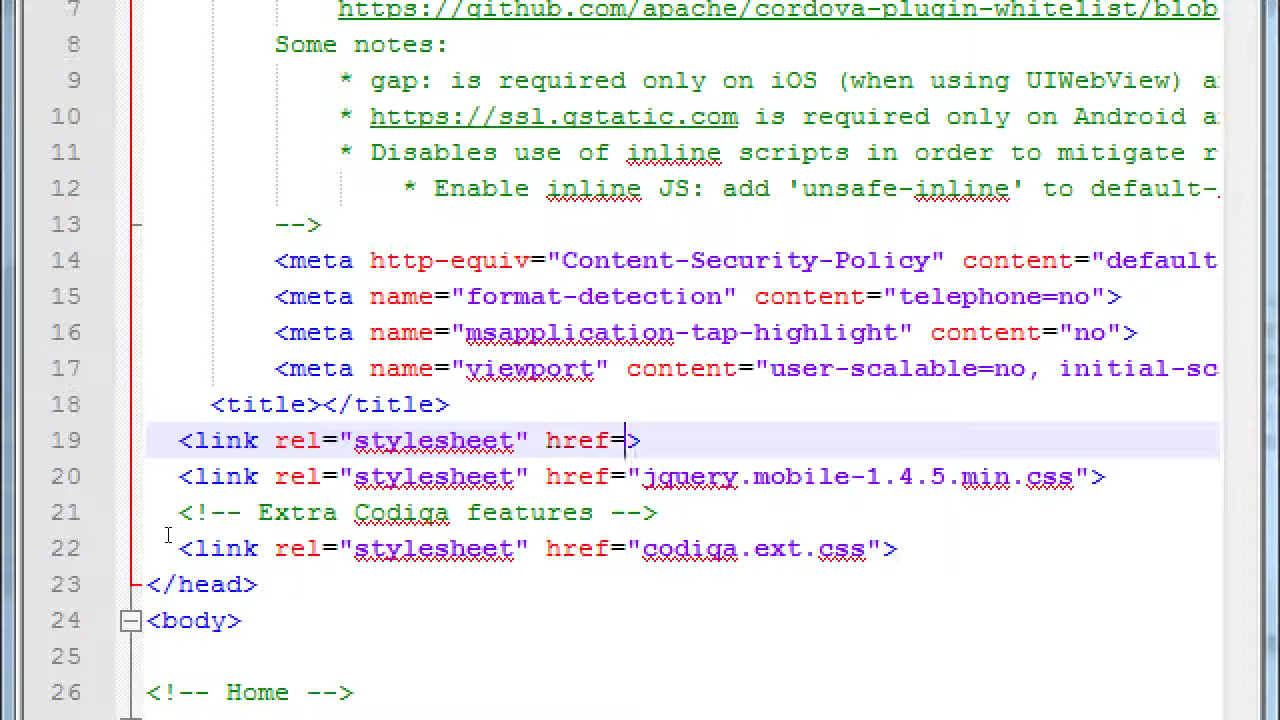 7 https://github.com/apache/cordova-plugin-whitelist/blob
8 Some notes:
9 * gap: is required only on iOS (when using UIWebView) a
10 * https://ssl.gstatic.com is required only on Android a
11 * Disables use of inline scripts in order to mitigate r
12 * Enable inline JS: add 'unsafe-inline' to default-
13 -->
14 <meta http-equiv="Content-Security-Policy" content="default
15 <meta name="format-detection" content="telephone=no">
16 <meta name="msapplication-tap-highlight" content="no">
17 <meta name="viewport" content="user-scalable=no, initial-sc
18 <title></title>
19 <link rel="stylesheet" href=>
20 <link rel="stylesheet" href="jquery.mobile-1.4.5.min.css">
21 <!-- Extra Codiqa features -->
22 <link rel="stylesheet" href="codiqa.ext.css">
23 </head>
24 <body>
25
26 <!-- Home -->